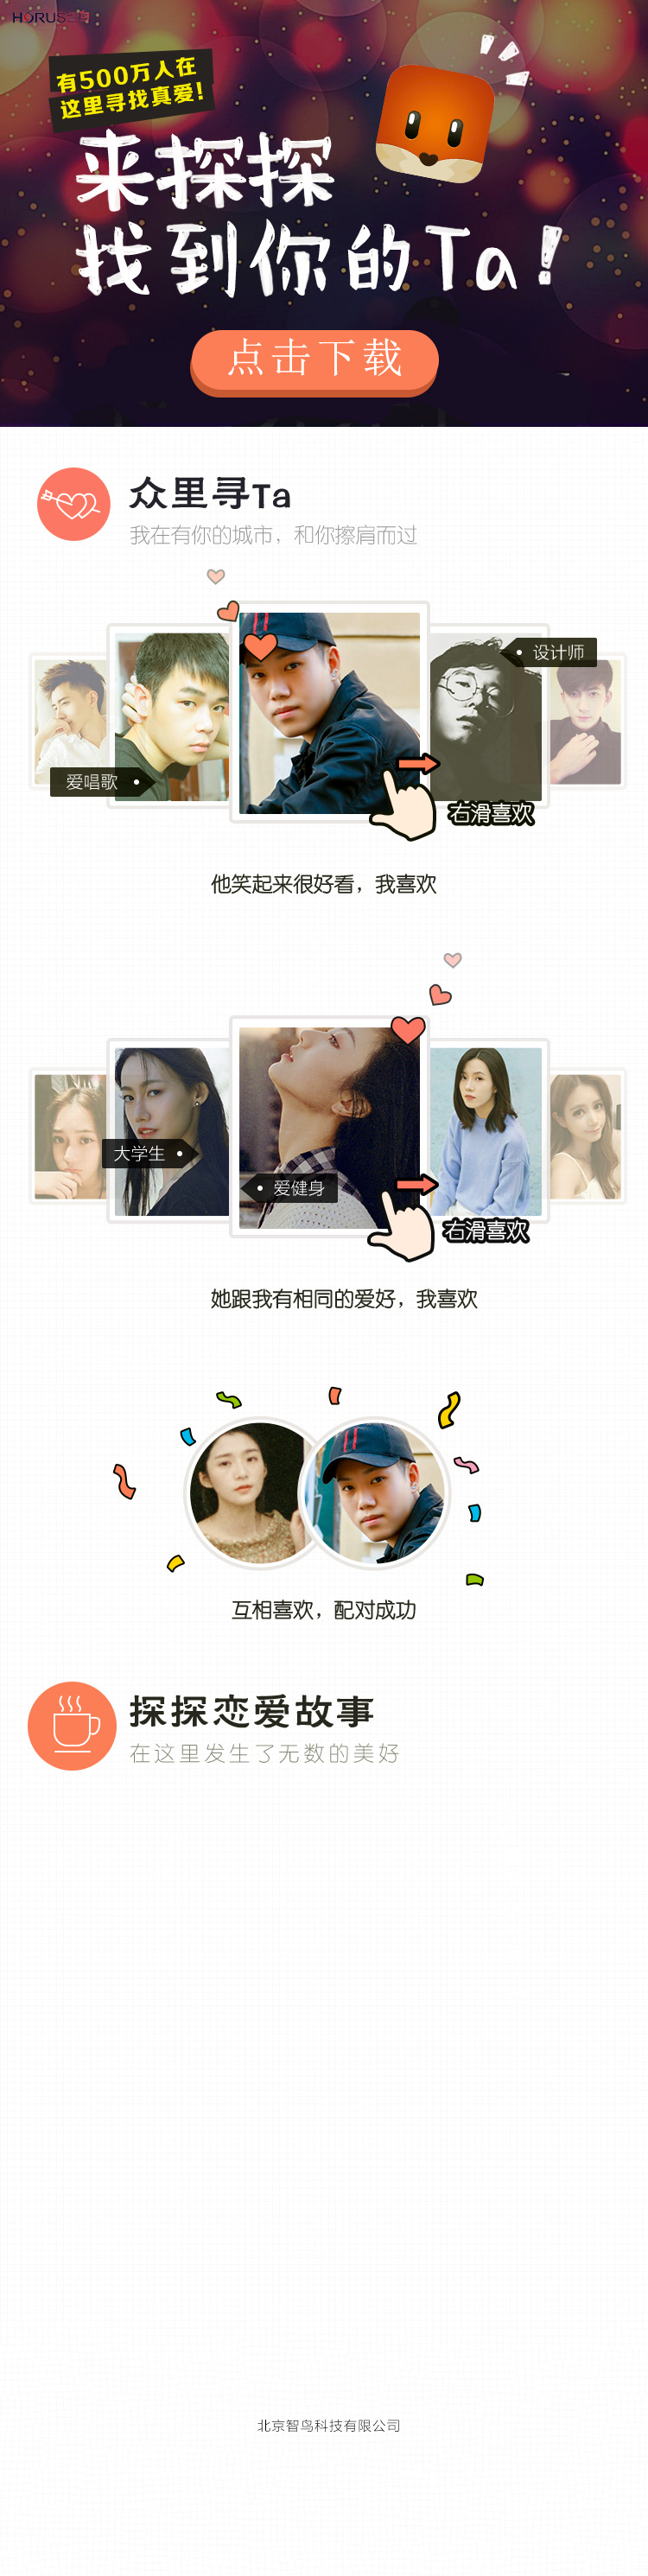 HORUS
有500万人在
这里寻找真爱!
来探探
找到你的Ta!
点击下载
众里寻Ta
我在有你的城市，和你擦肩而过
设计师
爱唱歌
右滑喜欢
他笑起来很好看，我喜欢
大学生
爱健身
右滑喜欢
她跟我有相同的爱好，我喜欢
互相喜欢，配对成功
探探恋爱故事
在这里发生了无数的美好
北京智鸟科技有限公司